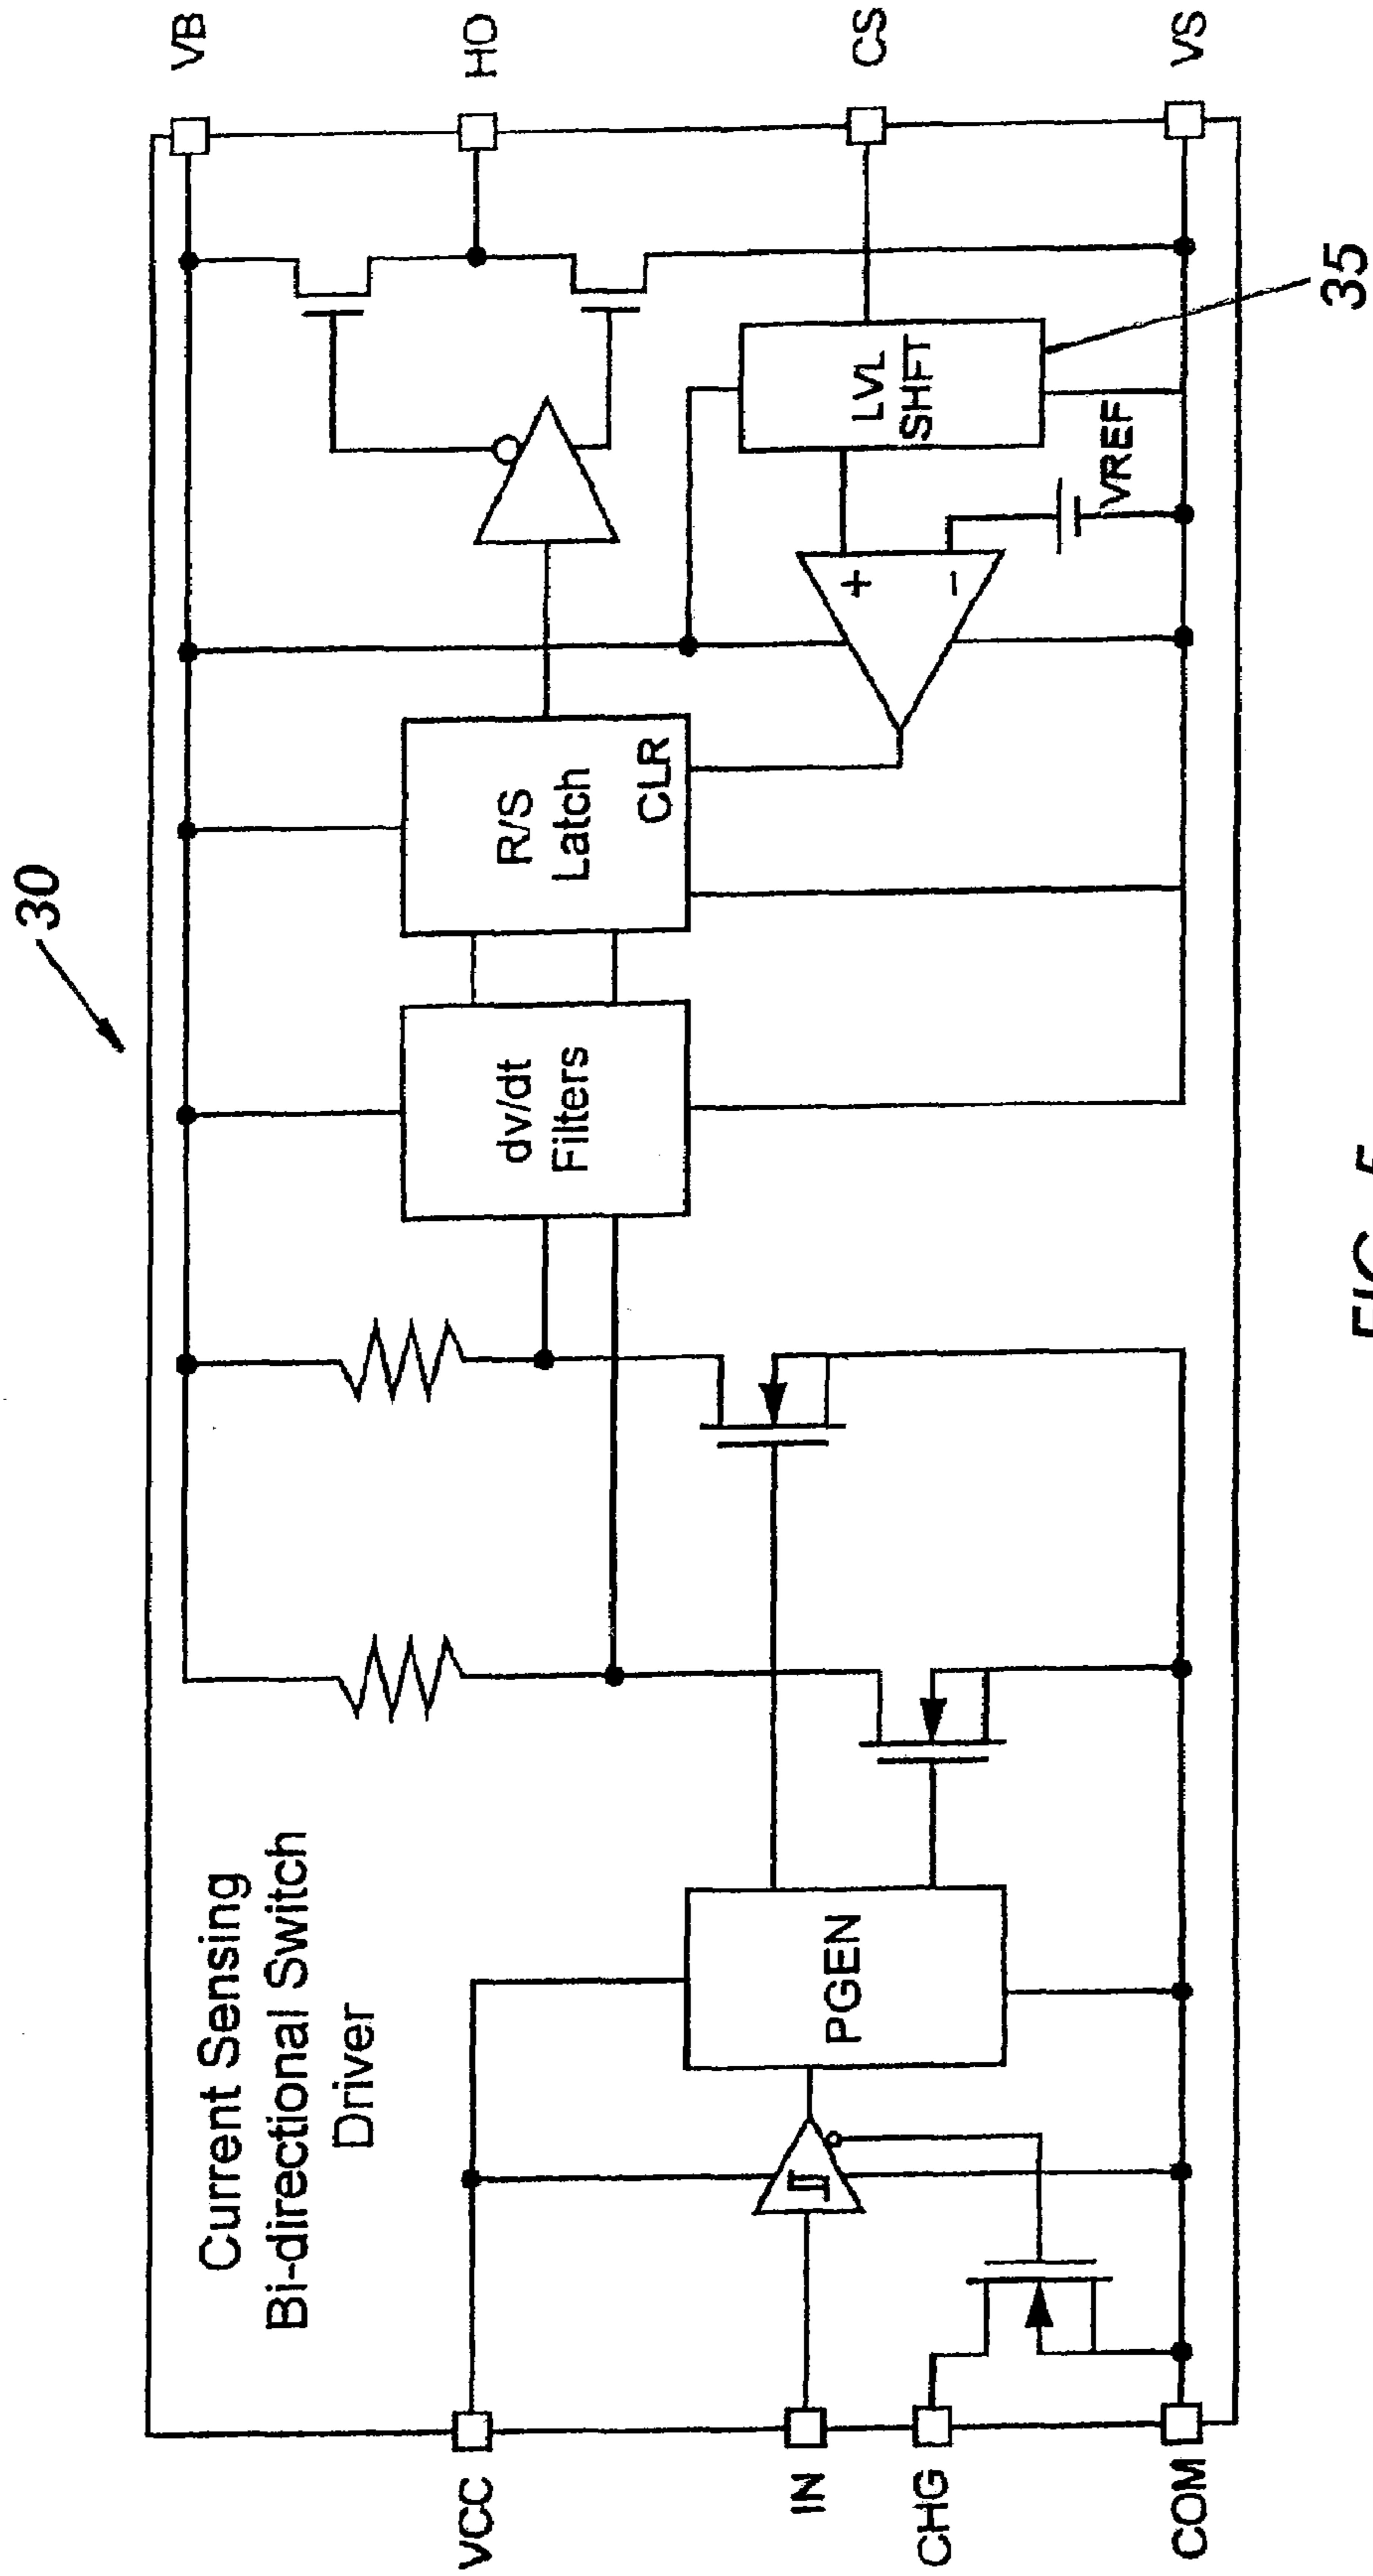 30
Current Sensing
Bi-directional Switch
Driver
VCC
IN
CHG
COM
PGEN
dv/dt
Filters
R/S
Latch
CLR
+
−
VREF
LVL
SHFT
35
VB
HO
CS
VS